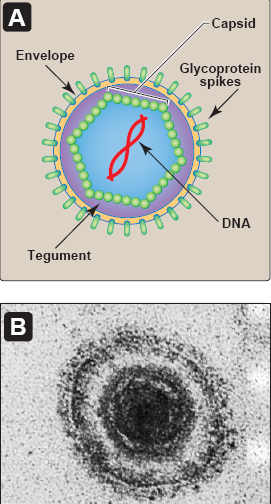 A
Capsid
Envelope
Glycoprotein
spikes
DNA
Tegument
B